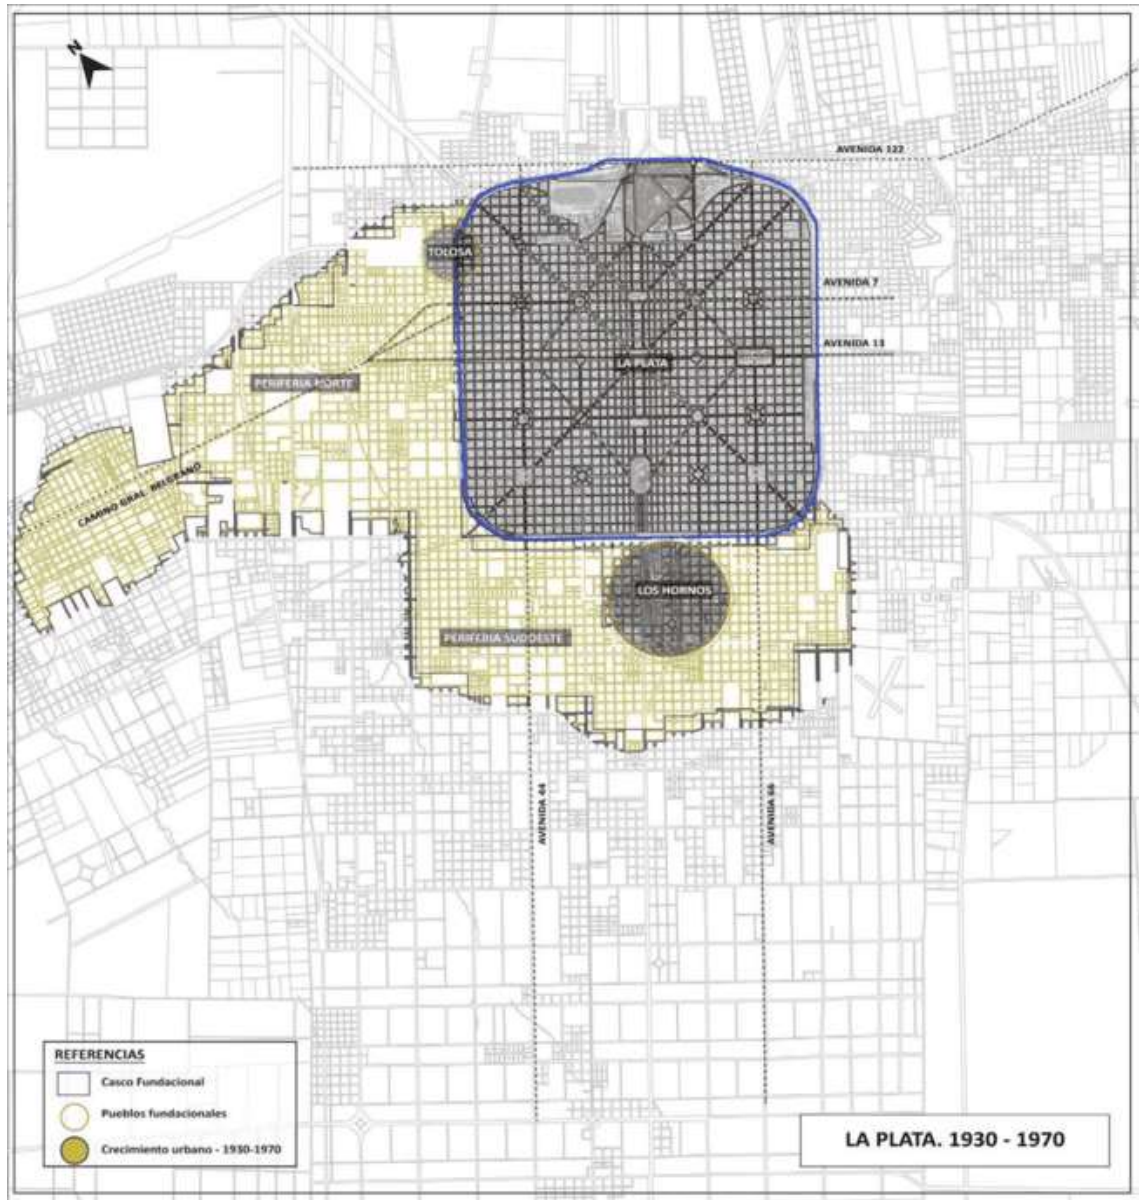 N
AVENIDA 122
TOLOSA
AVENIDA 7
AVENIDA 13
LA PLATA
PERIFERIA NORTE
CAMINO GRAL. BELGRANO
LOS HORNOS
PERIFERIA SUDOESTE
AVENIDA 44
AVENIDA 66
REFERENCIAS
Casco Fundacional
Pueblos fundacionales
Crecimiento urbano - 1930-1970
LA PLATA. 1930 - 1970